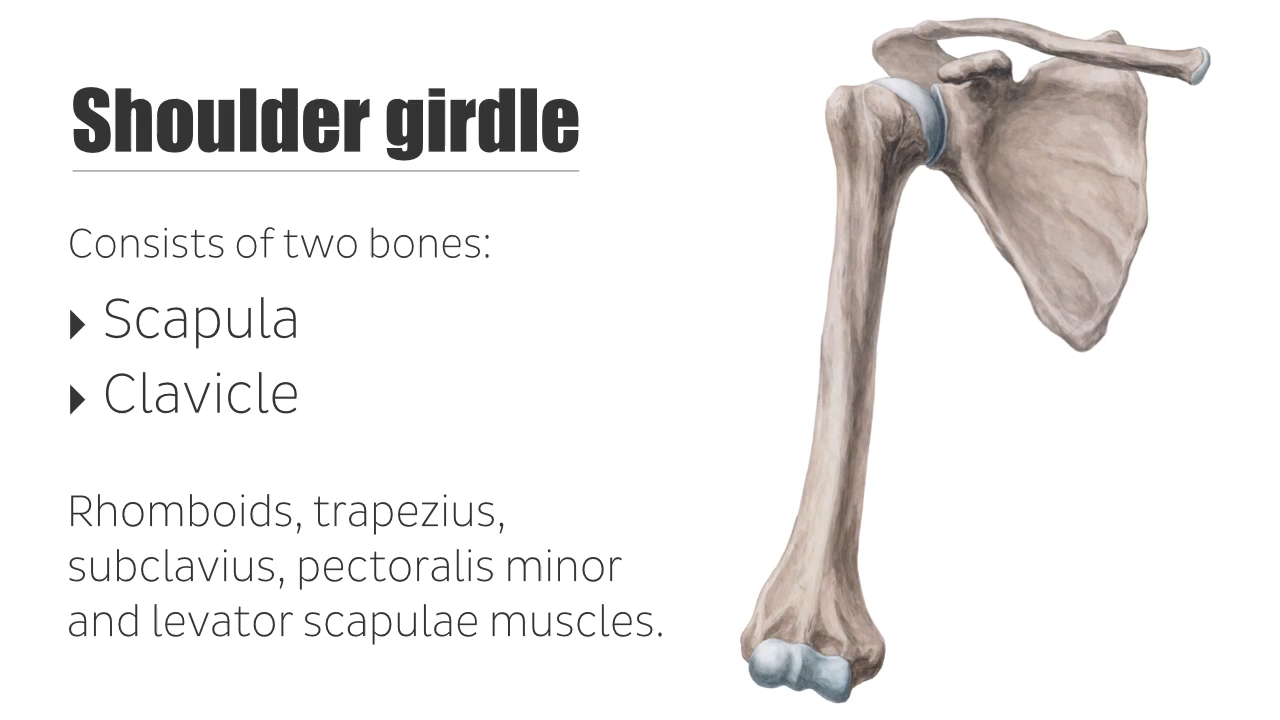 Shoulder girdle
Consists of two bones:
Scapula
Clavicle
Rhomboids, trapezius,
subclavius, pectoralis minor
and levator scapulae muscles.